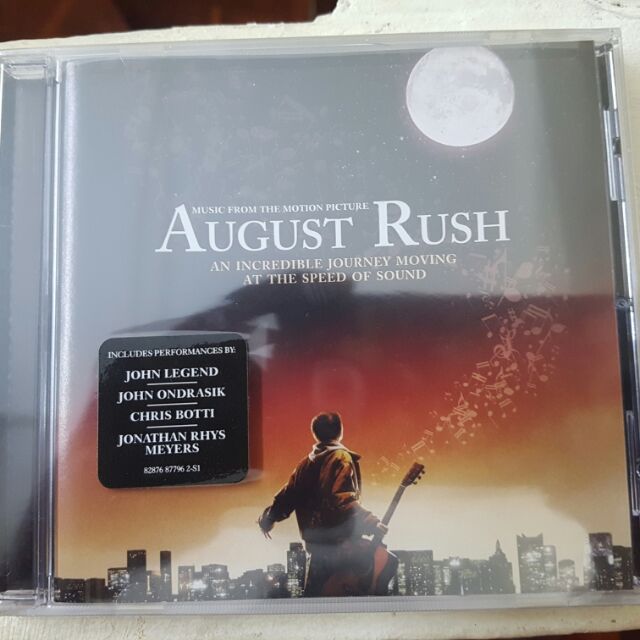 MUSIC FROM THE MOTION PICTURE
AUGUST RUSH
AN INCREDIBLE JOURNEY MOVING
AT THE SPEED OF SOUND
INCLUDES PERFORMANCES BY:
JOHN LEGEND
JOHN ONDRASIK
CHRIS BOTTI
JONATHAN RHYS
MEYERS
82876 87796 2-S1